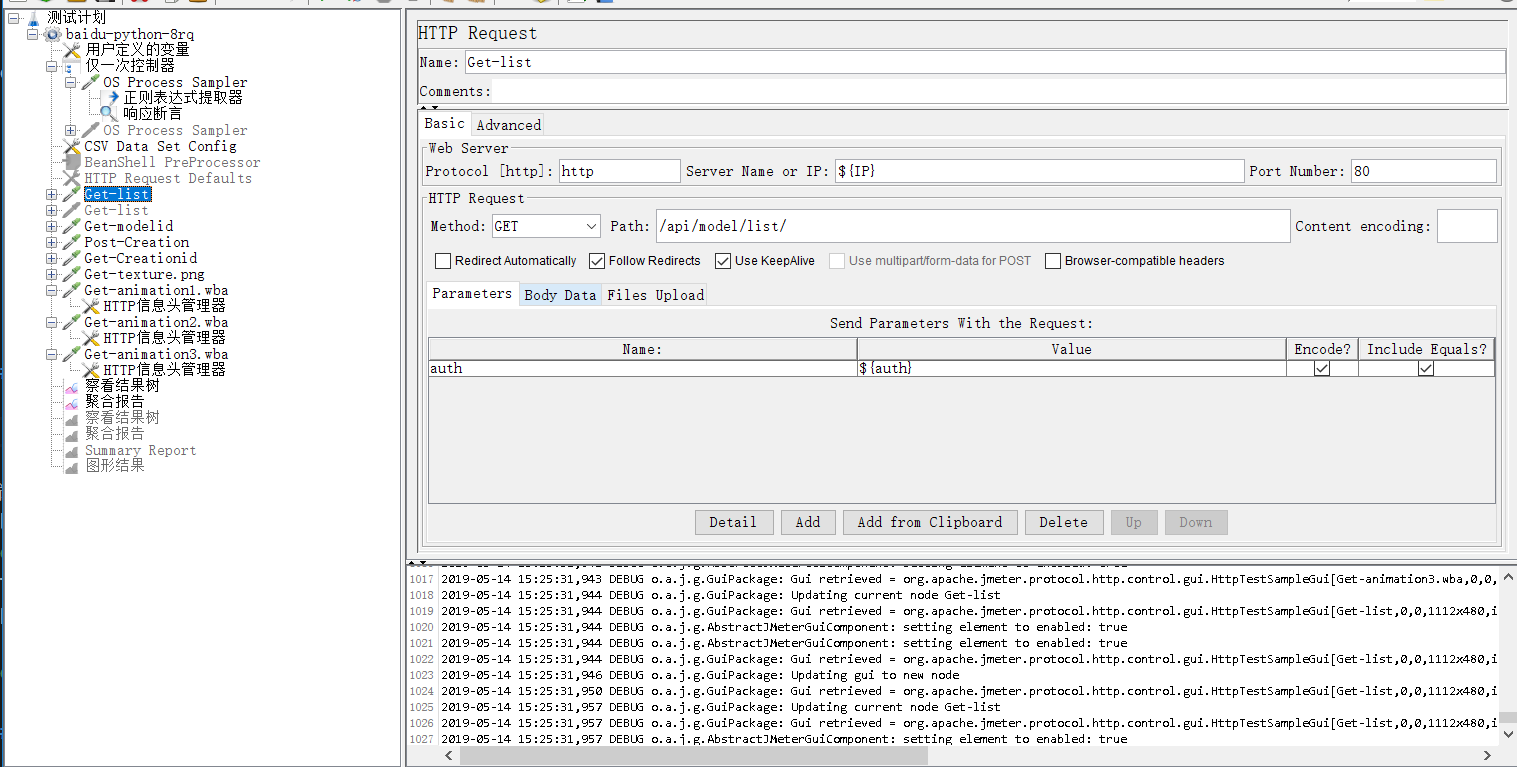 测试计划
baidu-python-8rq
用户定义的变量
仅一次控制器
OS Process Sampler
正则表达式提取器
响应断言
OS Process Sampler
CSV Data Set Config
BeanShell PreProcessor
HTTP Request Defaults
Get-list
Get-list
Get-modelid
Post-Creation
Get-Creationid
Get-texture.png
Get-animation1.wba
HTTP信息头管理器
Get-animation2.wba
HTTP信息头管理器
Get-animation3.wba
HTTP信息头管理器
察看结果树
聚合报告
察看结果树
聚合报告
Summary Report
图形结果
HTTP Request
Name: Get-list
Comments:
Basic Advanced
Web Server
Protocol [http]: http Server Name or IP: ${IP} Port Number: 80
HTTP Request
Method: GET Path: /api/model/list/ Content encoding:
Redirect Automatically Follow Redirects Use KeepAlive Use multipart/form-data for POST Browser-compatible headers
Parameters Body Data Files Upload
Send Parameters With the Request:
Name: Value Encode? Include Equals?
auth ${auth}
Detail Add Add from Clipboard Delete Up Down
1017 2019-05-14 15:25:31,943 DEBUG o.a.j.g.GuiPackage: Gui retrieved = org.apache.jmeter.protocol.http.control.gui.HttpTestSampleGui[Get-animation3.wba,0,0,
1018 2019-05-14 15:25:31,944 DEBUG o.a.j.g.GuiPackage: Updating current node Get-list
1019 2019-05-14 15:25:31,944 DEBUG o.a.j.g.GuiPackage: Gui retrieved = org.apache.jmeter.protocol.http.control.gui.HttpTestSampleGui[Get-list,0,0,1112x480,i
1020 2019-05-14 15:25:31,944 DEBUG o.a.j.g.AbstractJMeterGuiComponent: setting element to enabled: true
1021 2019-05-14 15:25:31,944 DEBUG o.a.j.g.AbstractJMeterGuiComponent: setting element to enabled: true
1022 2019-05-14 15:25:31,944 DEBUG o.a.j.g.GuiPackage: Gui retrieved = org.apache.jmeter.protocol.http.control.gui.HttpTestSampleGui[Get-list,0,0,1112x480,i
1023 2019-05-14 15:25:31,946 DEBUG o.a.j.g.GuiPackage: Updating gui to new node
1024 2019-05-14 15:25:31,950 DEBUG o.a.j.g.GuiPackage: Gui retrieved = org.apache.jmeter.protocol.http.control.gui.HttpTestSampleGui[Get-list,0,0,1112x480,i
1025 2019-05-14 15:25:31,957 DEBUG o.a.j.g.GuiPackage: Updating current node Get-list
1026 2019-05-14 15:25:31,957 DEBUG o.a.j.g.GuiPackage: Gui retrieved = org.apache.jmeter.protocol.http.control.gui.HttpTestSampleGui[Get-list,0,0,1112x480,i
1027 2019-05-14 15:25:31,957 DEBUG o.a.j.g.AbstractJMeterGuiComponent: setting element to enabled: true